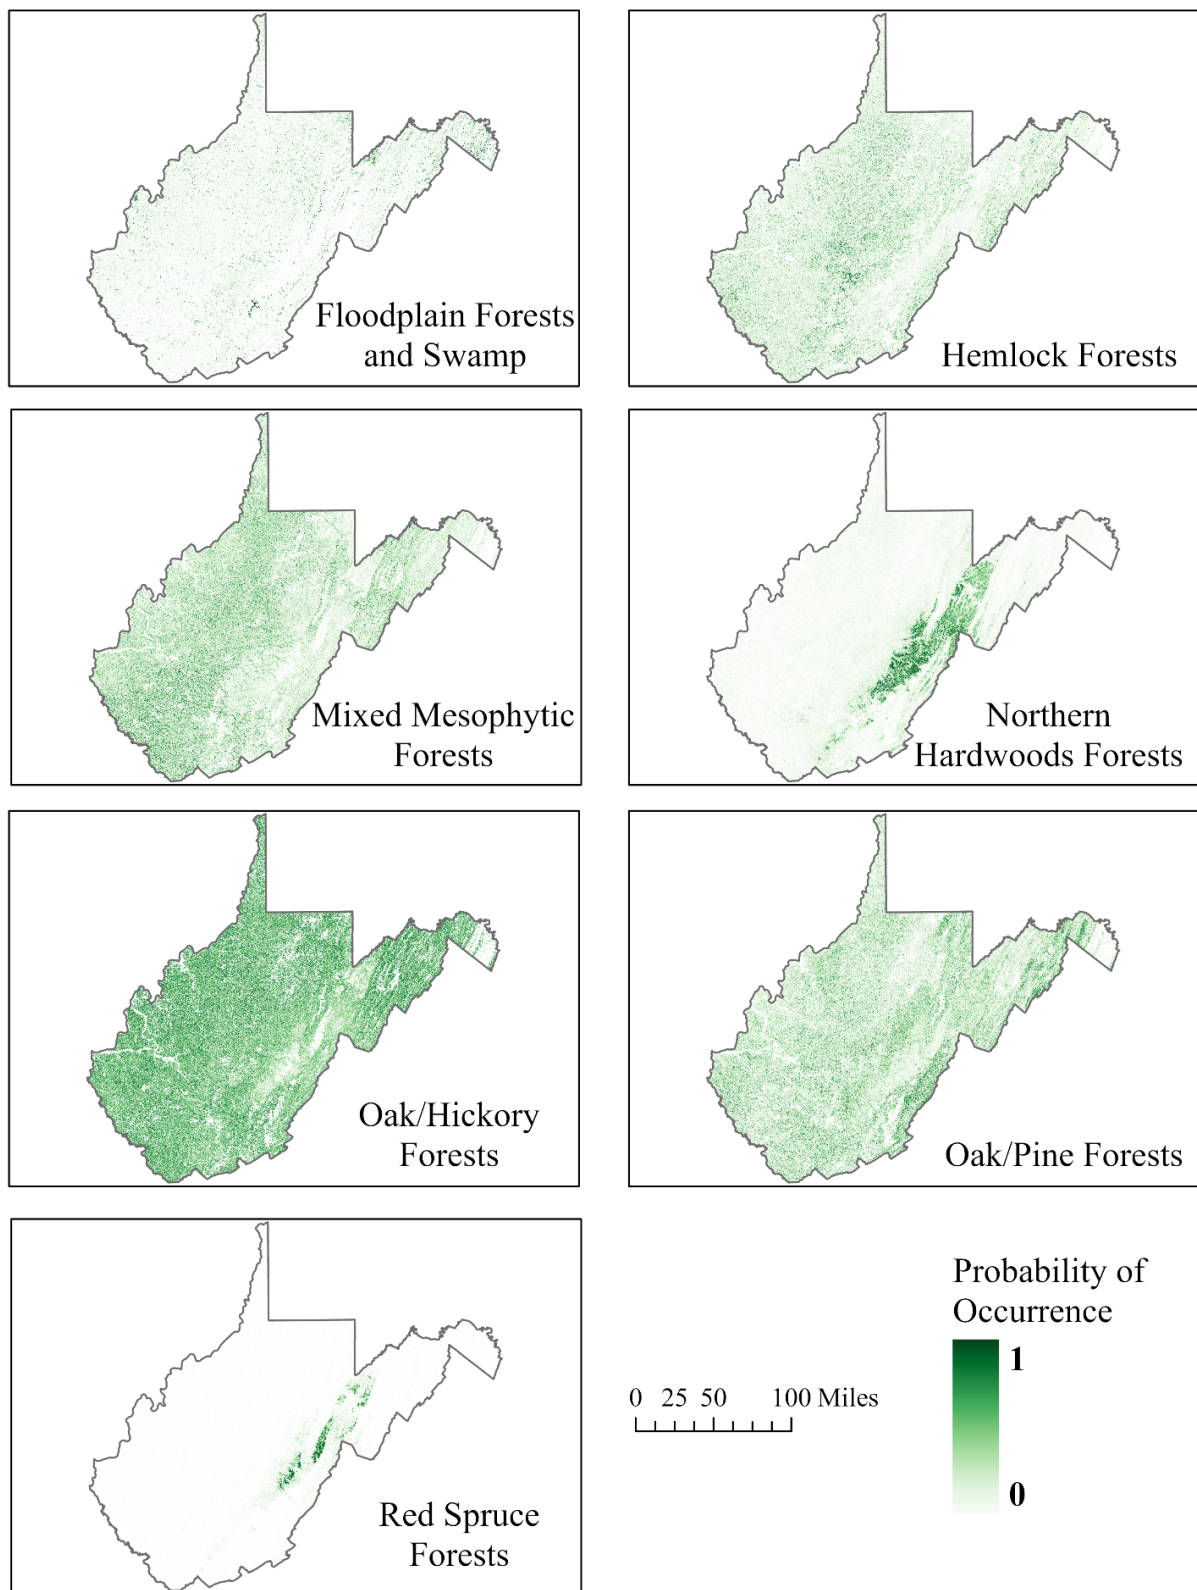 Floodplain Forests
and Swamp
Hemlock Forests
Mixed Mesophytic
Forests
Northern
Hardwoods Forests
Oak/Hickory
Forests
Oak/Pine Forests
Red Spruce
Forests
0 25 50 100 Miles
Probability of
Occurrence
1
0